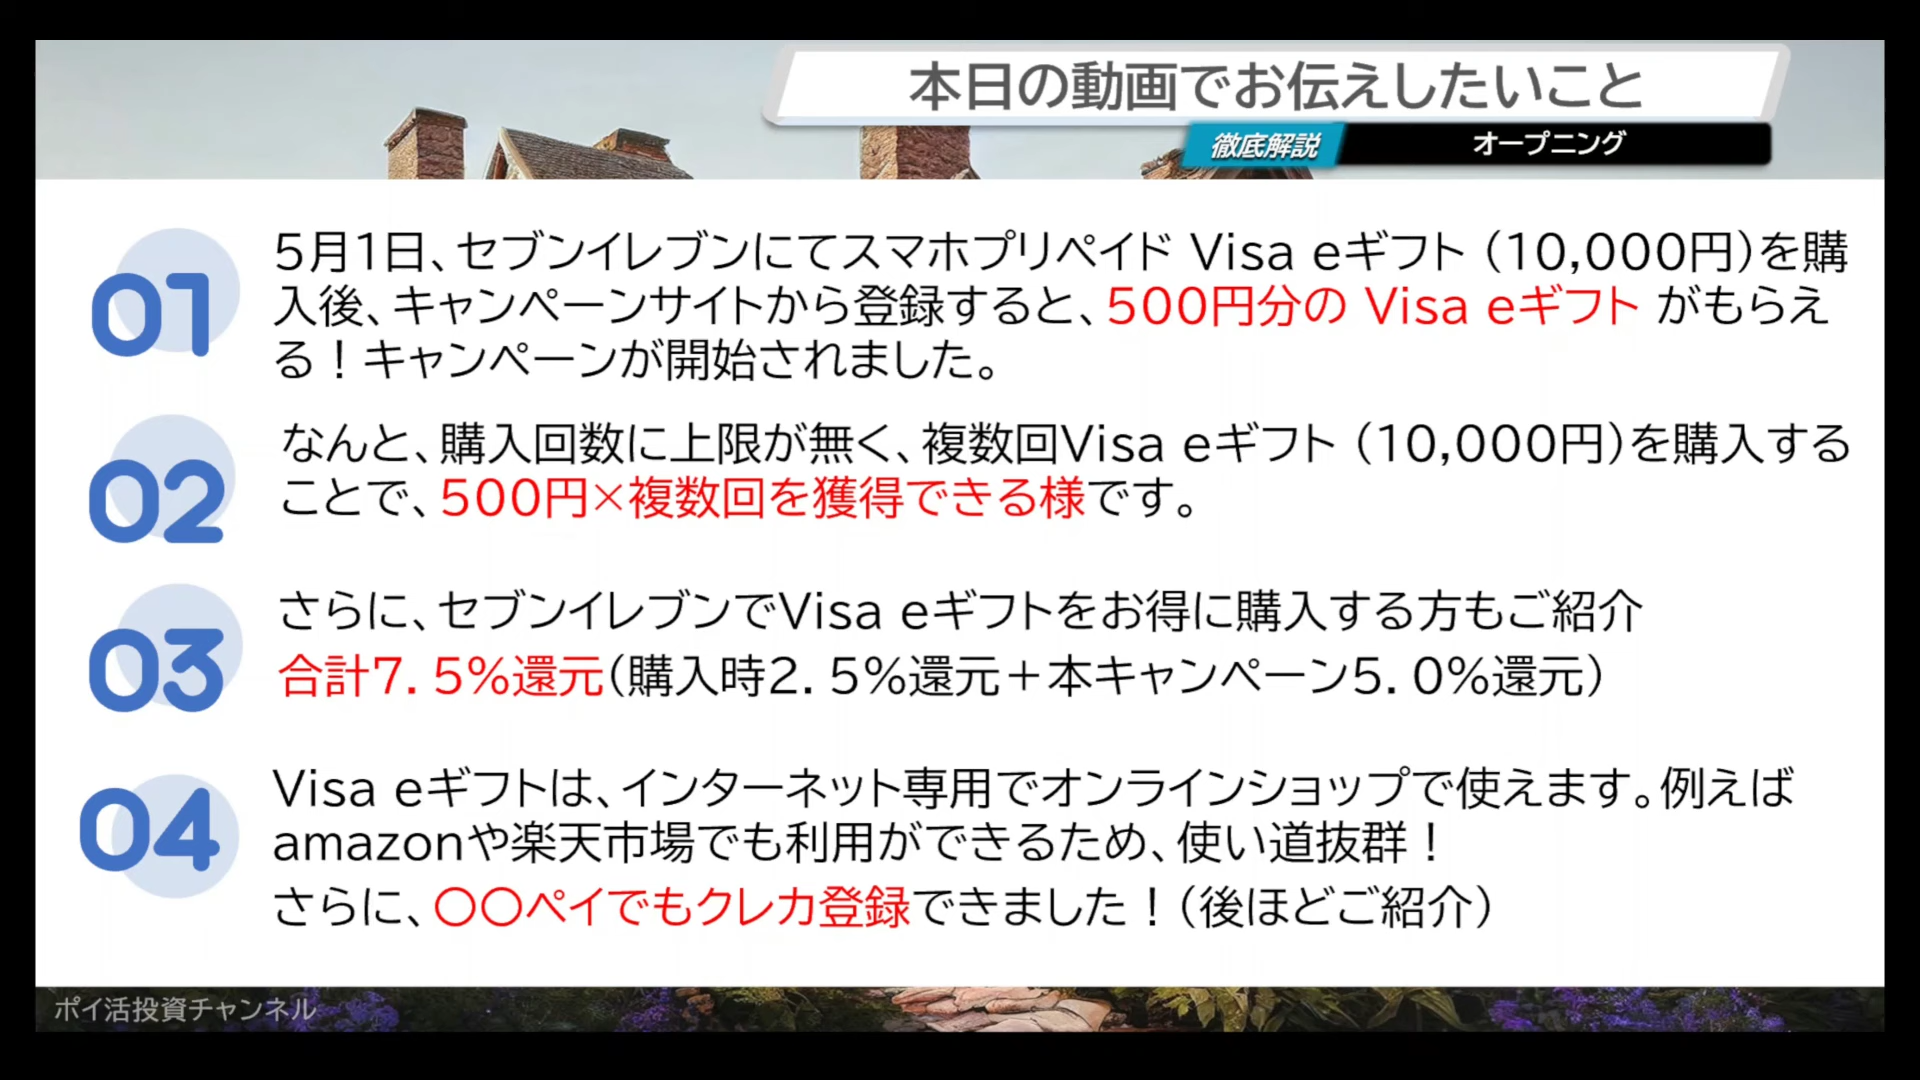 本日の動画でお伝えしたいこと
徹底解説
オープニング
01
5月1日、セブンイレブンにてスマホプリペイド Visa eギフト（10,000円）を購
入後、キャンペーンサイトから登録すると、500円分の Visa eギフト がもらえ
る！キャンペーンが開始されました。
02
なんと、購入回数に上限が無く、複数回Visa eギフト（10,000円）を購入する
ことで、500円×複数回を獲得できる様です。
03
さらに、セブンイレブンでVisa eギフトをお得に購入する方もご紹介
合計7．5％還元（購入時2．5％還元＋本キャンペーン5．0％還元）
04
Visa eギフトは、インターネット専用でオンラインショップで使えます。例えば
amazonや楽天市場でも利用ができるため、使い道抜群！
さらに、〇〇ペイでもクレカ登録できました！（後ほどご紹介）
ポイ活投資チャンネル